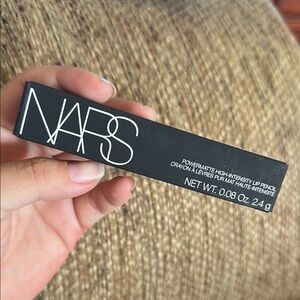 NARS
POWERMATTE HIGH-INTENSITY LIP PENCIL
CRAYON À LÈVRES PUR MAT HAUTE-INTENSITÉ
NET WT. 0.08 Oz. 2.4 g